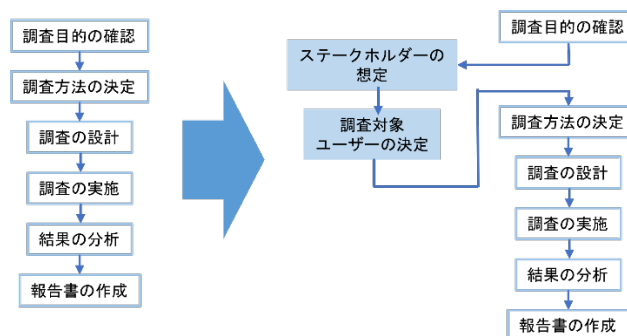 調査目的の確認
調査方法の決定
調査の設計
調査の実施
結果の分析
報告書の作成
調査目的の確認
ステークホルダーの
想定
調査対象
ユーザーの決定
調査方法の決定
調査の設計
調査の実施
結果の分析
報告書の作成